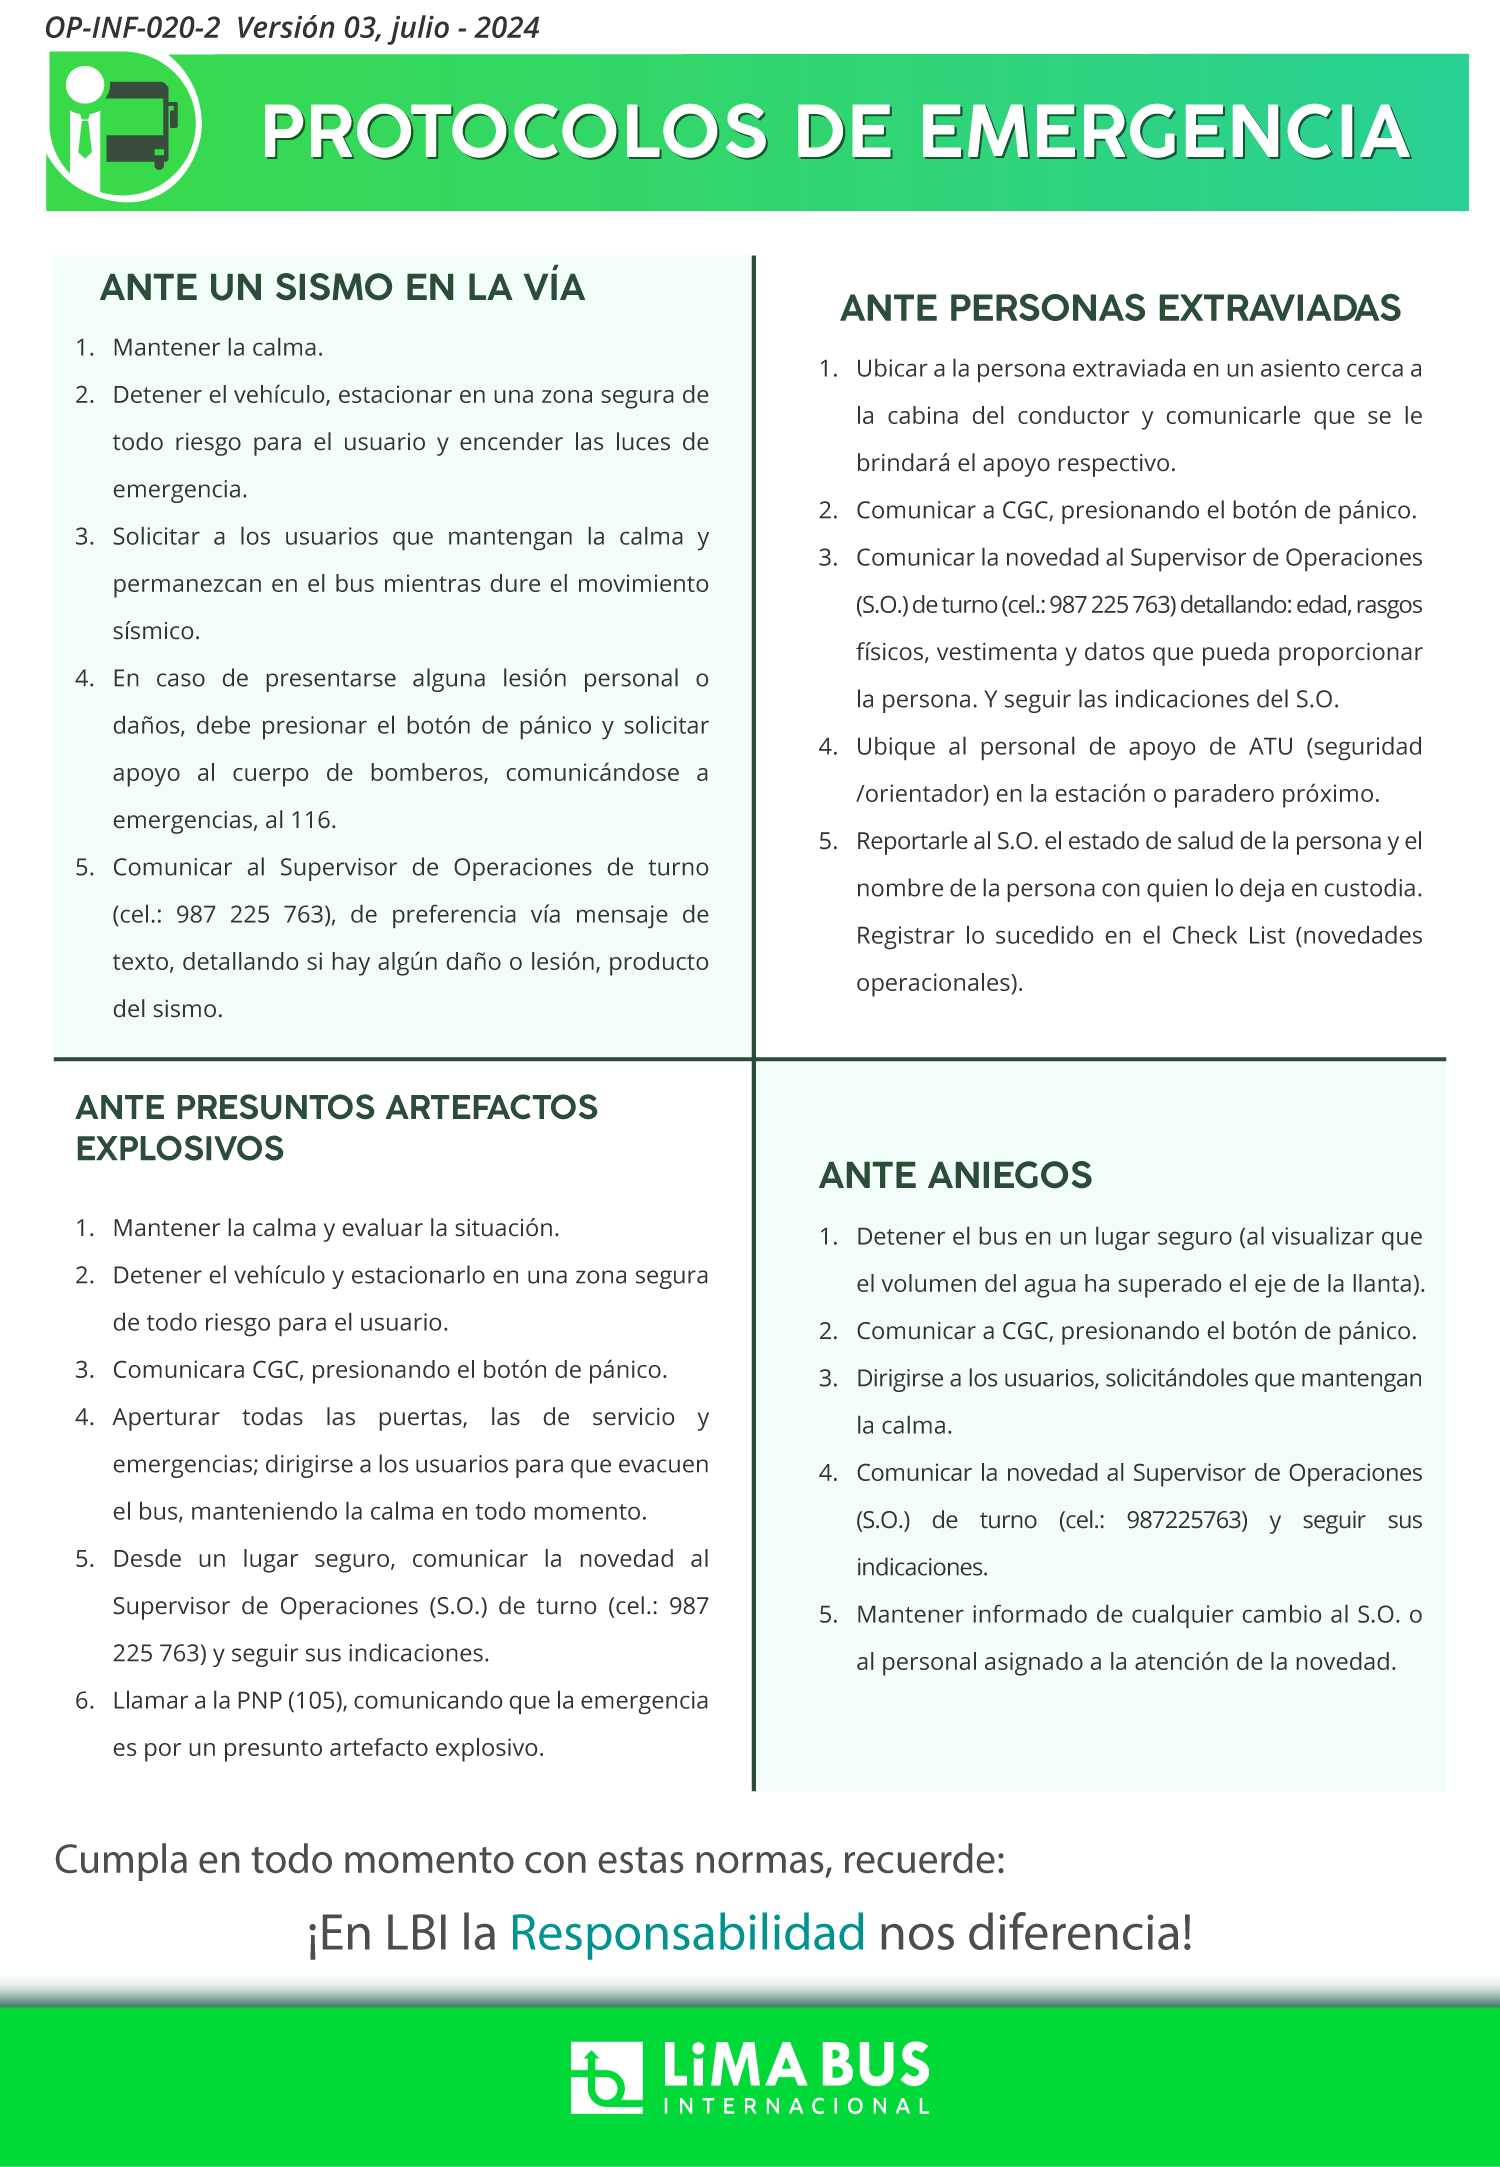 OP-INF-020-2 Versión 03, julio - 2024
PROTOCOLOS DE EMERGENCIA
ANTE UN SISMO EN LA VÍA
1. Mantener la calma.
2. Detener el vehículo, estacionar en una zona segura de
todo riesgo para el usuario y encender las luces de
emergencia.
3. Solicitar a los usuarios que mantengan la calma y
permanezcan en el bus mientras dure el movimiento
sísmico.
4. En caso de presentarse alguna lesión personal o
daños, debe presionar el botón de pánico y solicitar
apoyo al cuerpo de bomberos, comunicándose a
emergencias, al 116.
5. Comunicar al Supervisor de Operaciones de turno
(cel.: 987 225 763), de preferencia vía mensaje de
texto, detallando si hay algún daño o lesión, producto
del sismo.
ANTE PERSONAS EXTRAVIADAS
1. Ubicar a la persona extraviada en un asiento cerca a
la cabina del conductor y comunicarle que se le
brindará el apoyo respectivo.
2. Comunicar a CGC, presionando el botón de pánico.
3. Comunicar la novedad al Supervisor de Operaciones
(S.O.) de turno (cel.: 987 225 763) detallando: edad, rasgos
físicos, vestimenta y datos que pueda proporcionar
la persona. Y seguir las indicaciones del S.O.
4. Ubique al personal de apoyo de ATU (seguridad
/orientador) en la estación o paradero próximo.
5. Reportarle al S.O. el estado de salud de la persona y el
nombre de la persona con quien lo deja en custodia.
Registrar lo sucedido en el Check List (novedades
operacionales).
ANTE PRESUNTOS ARTEFACTOS
EXPLOSIVOS
1. Mantener la calma y evaluar la situación.
2. Detener el vehículo y estacionarlo en una zona segura
de todo riesgo para el usuario.
3. Comunicara CGC, presionando el botón de pánico.
4. Aperturar todas las puertas, las de servicio y
emergencias; dirigirse a los usuarios para que evacuen
el bus, manteniendo la calma en todo momento.
5. Desde un lugar seguro, comunicar la novedad al
Supervisor de Operaciones (S.O.) de turno (cel.: 987
225 763) y seguir sus indicaciones.
6. Llamar a la PNP (105), comunicando que la emergencia
es por un presunto artefacto explosivo.
ANTE ANIEGOS
1. Detener el bus en un lugar seguro (al visualizar que
el volumen del agua ha superado el eje de la llanta).
2. Comunicar a CGC, presionando el botón de pánico.
3. Dirigirse a los usuarios, solicitándoles que mantengan
la calma.
4. Comunicar la novedad al Supervisor de Operaciones
(S.O.) de turno (cel.: 987225763) y seguir sus
indicaciones.
5. Mantener informado de cualquier cambio al S.O. o
al personal asignado a la atención de la novedad.
Cumpla en todo momento con estas normas, recuerde:
¡En LBI la Responsabilidad nos diferencia!
LiMA BUS
INTERNACIONAL